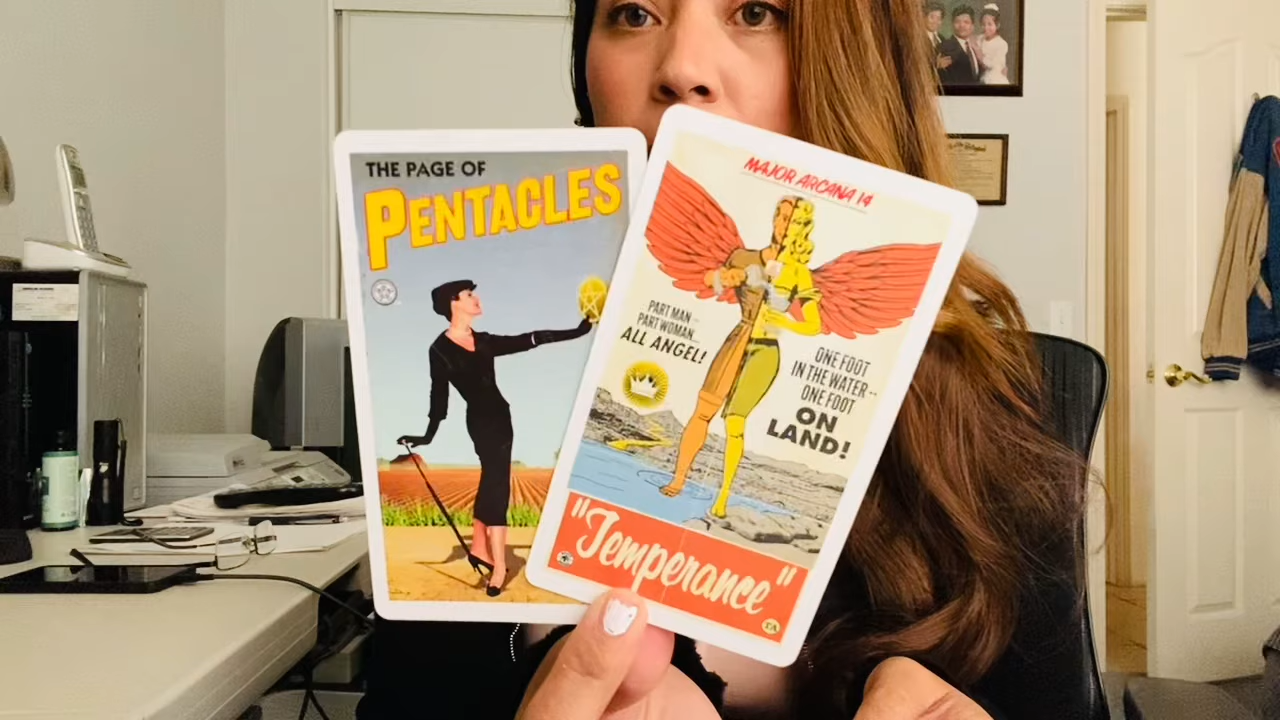 THE PAGE OF
PENTACLES
MAJOR ARCANA 14
PART MAN--
PART WOMAN...
ALL ANGEL!
ONE FOOT
IN THE WATER--
ONE FOOT
ON
LAND!
"Temperance"